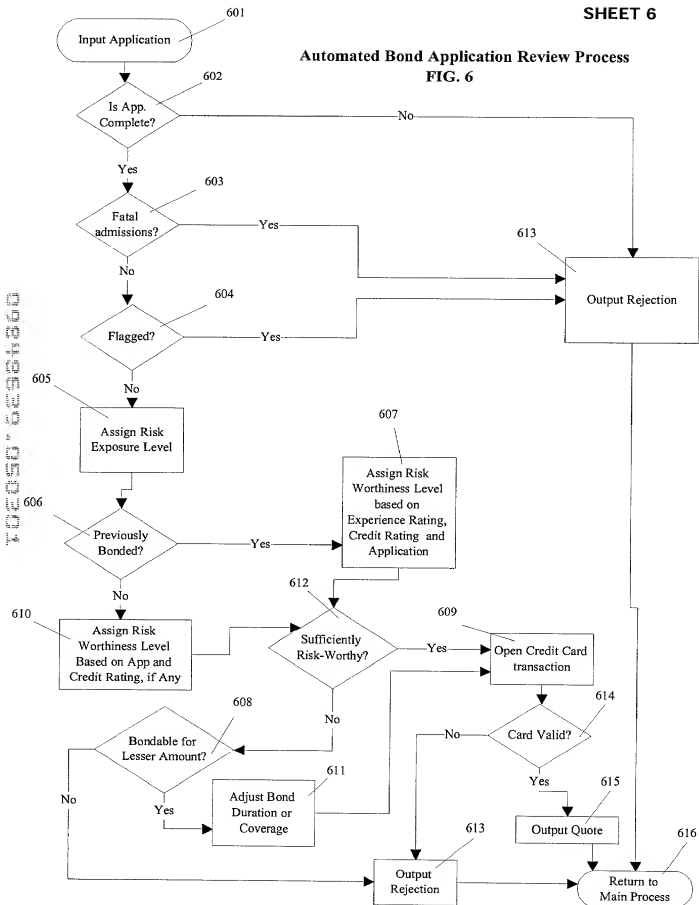 SHEET 6
601
Input Application
Automated Bond Application Review Process
FIG. 6
602
Is App.
Complete?
No
Yes
603
Fatal
admissions?
Yes
No
613
Output Rejection
604
Flagged?
Yes
No
605
Assign Risk
Exposure Level
607
Assign Risk
Worthiness Level
based on
Experience Rating,
Credit Rating and
Application
606
Previously
Bonded?
Yes
No
612
610
Assign Risk
Worthiness Level
Based on App and
Credit Rating, if Any
Sufficiently
Risk-Worthy?
Yes
No
609
Open Credit Card
transaction
608
Bondable for
Lesser Amount?
No
Yes
611
Adjust Bond
Duration or
Coverage
614
Card Valid?
No
Yes
615
Output Quote
613
Output
Rejection
616
Return to
Main Process